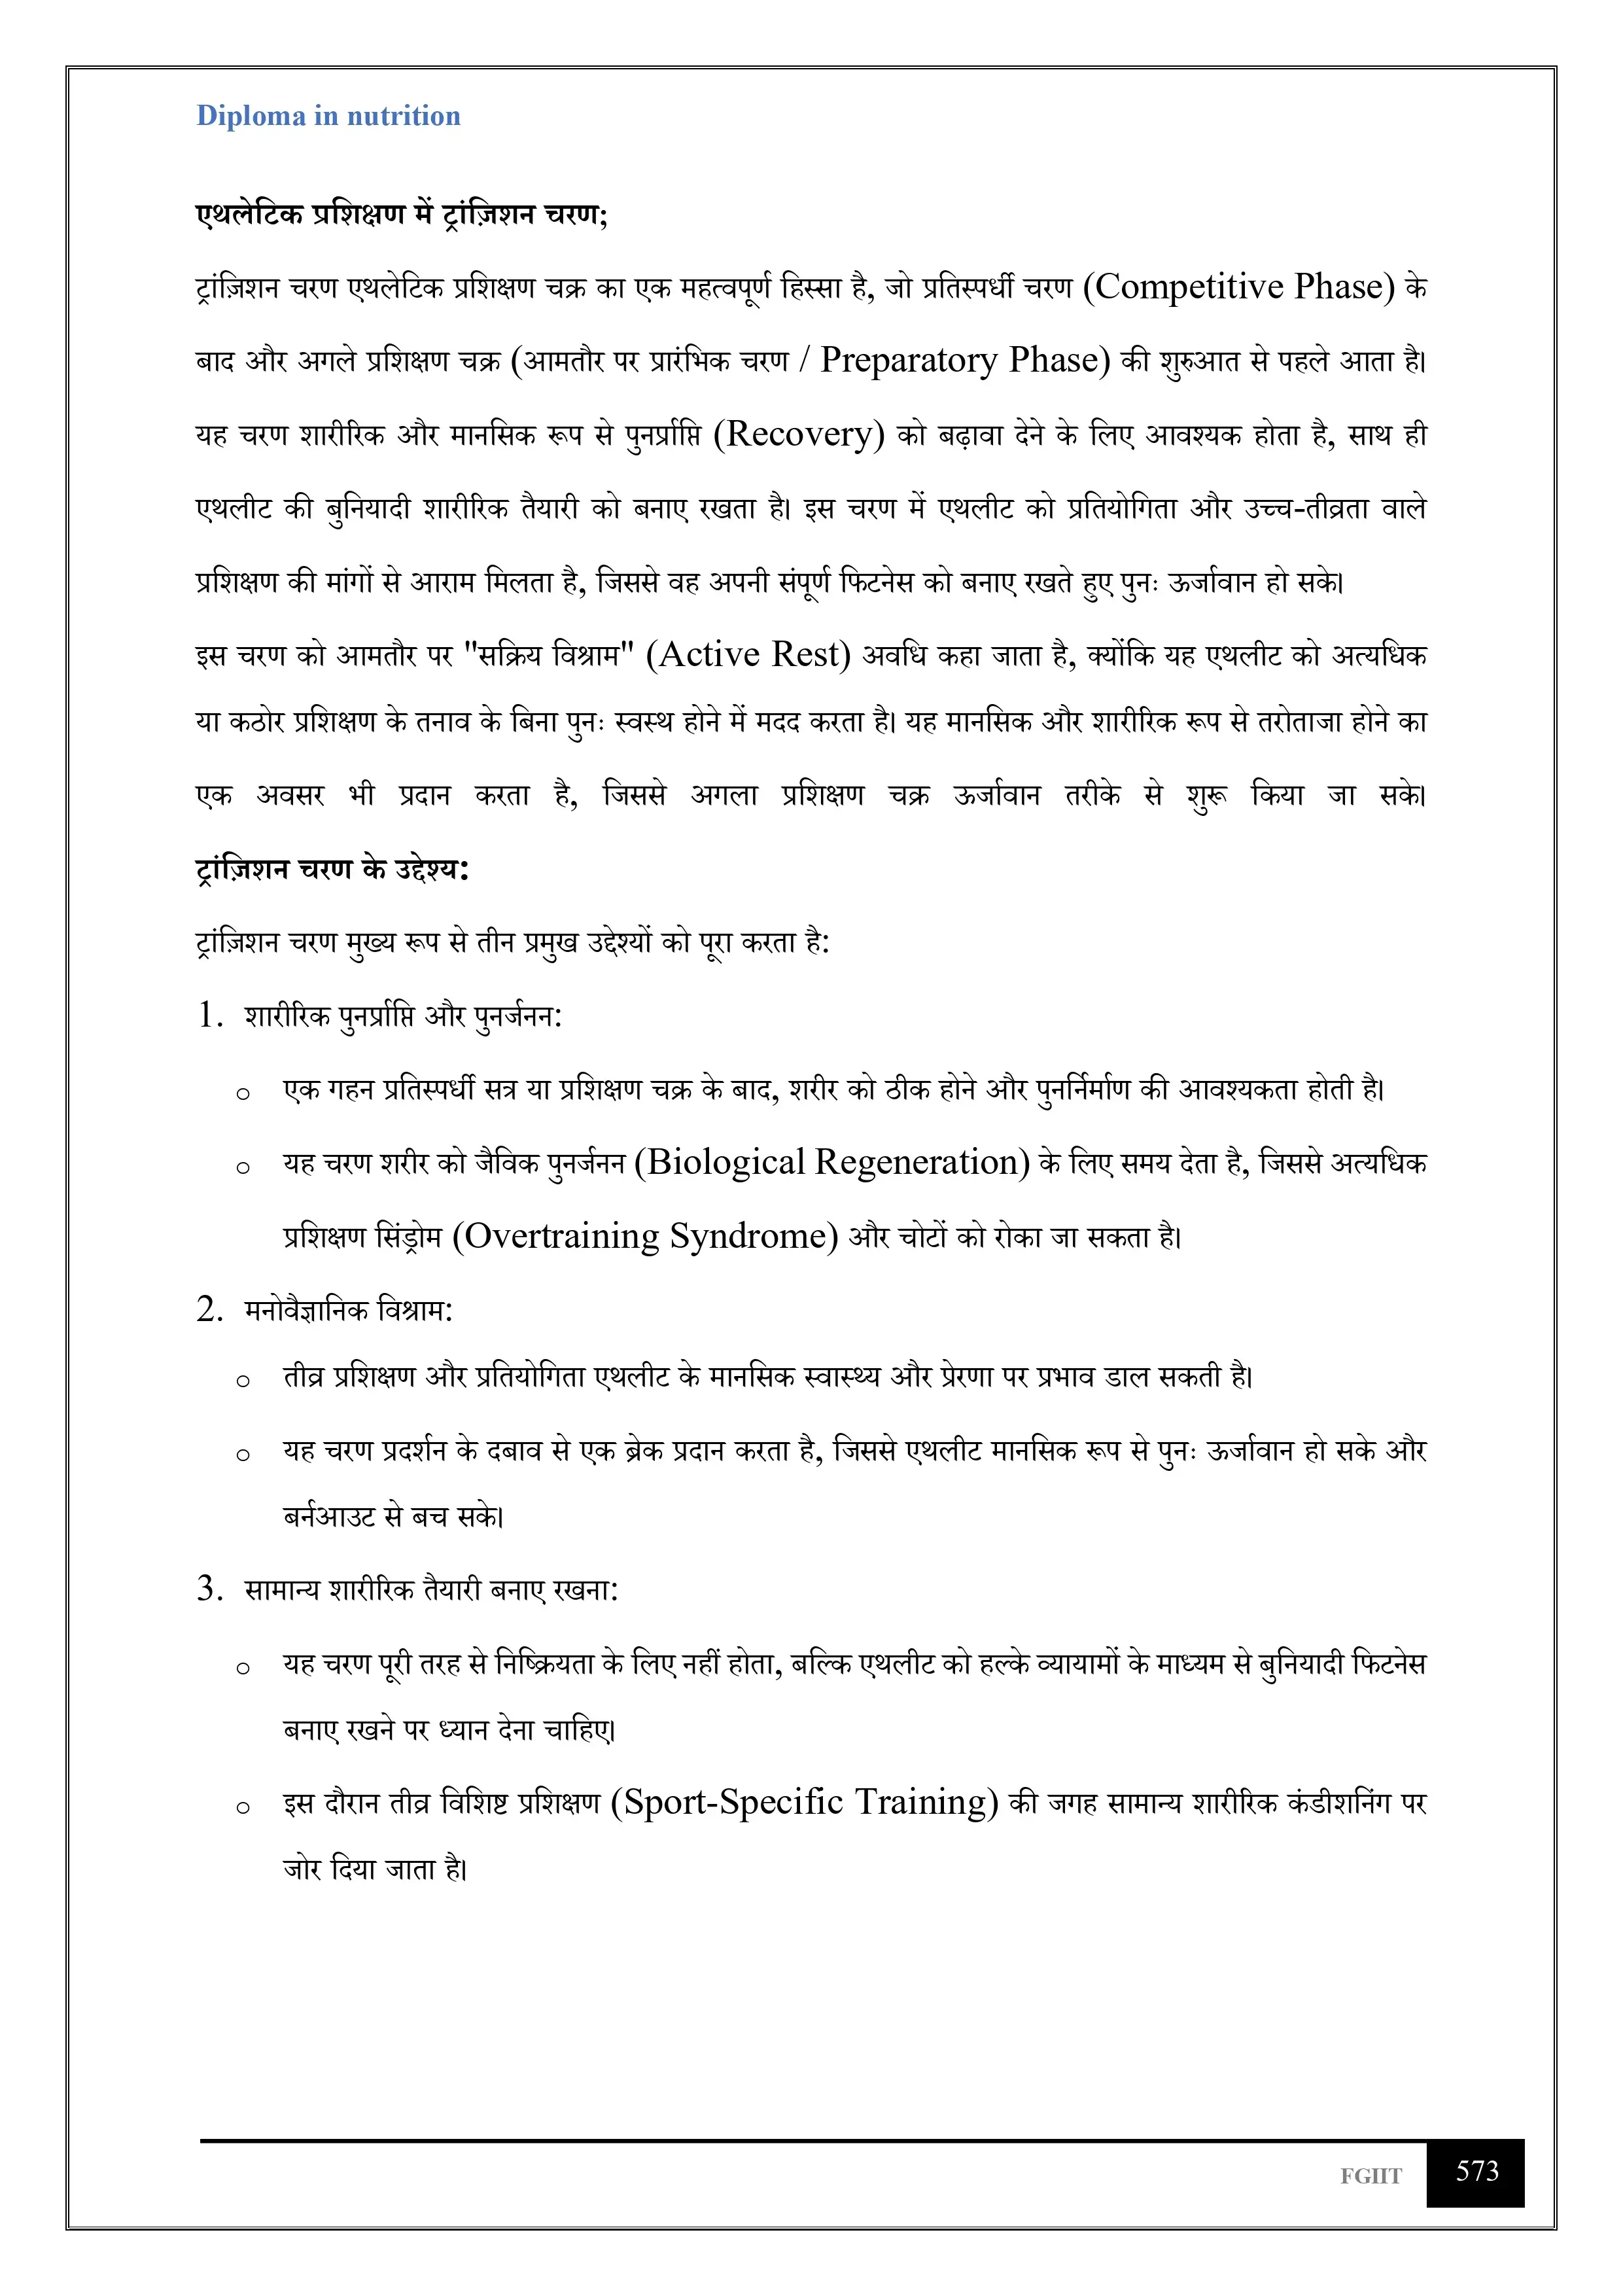 Diploma in nutrition
एथलेटिक प्रशिक्षण में ट्रांज़िशन चरण;
ट्रांज़िशन चरण एथलेटिक प्रशिक्षण चक्र का एक महत्वपूर्ण हिस्सा है, जो प्रतिस्पर्धी चरण (Competitive Phase) के
बाद और अगले प्रशिक्षण चक्र (आमतौर पर प्रारंभिक चरण / Preparatory Phase) की शुरुआत से पहले आता है।
यह चरण शारीरिक और मानसिक रूप से पुनर्प्राप्ति (Recovery) को बढ़ावा देने के लिए आवश्यक होता है, साथ ही
एथलीट की बुनियादी शारीरिक तैयारी को बनाए रखता है। इस चरण में एथलीट को प्रतियोगिता और उच्च-तीव्रता वाले
प्रशिक्षण की मांगों से आराम मिलता है, जिससे वह अपनी संपूर्ण फिटनेस को बनाए रखते हुए पुनः ऊर्जावान हो सके।
इस चरण को आमतौर पर "सक्रिय विश्राम" (Active Rest) अवधि कहा जाता है, क्योंकि यह एथलीट को अत्यधिक
या कठोर प्रशिक्षण के तनाव के बिना पुनः स्वस्थ होने में मदद करता है। यह मानसिक और शारीरिक रूप से तरोताजा होने का
एक अवसर भी प्रदान करता है, जिससे अगला प्रशिक्षण चक्र ऊर्जावान तरीके से शुरू किया जा सके।
ट्रांज़िशन चरण के उद्देश्य:
ट्रांज़िशन चरण मुख्य रूप से तीन प्रमुख उद्देश्यों को पूरा करता है:
1. शारीरिक पुनर्प्राप्ति और पुनर्जनन:
o एक गहन प्रतिस्पर्धी सत्र या प्रशिक्षण चक्र के बाद, शरीर को ठीक होने और पुनर्निर्माण की आवश्यकता होती है।
o यह चरण शरीर को जैविक पुनर्जनन (Biological Regeneration) के लिए समय देता है, जिससे अत्यधिक
प्रशिक्षण सिंड्रोम (Overtraining Syndrome) और चोटों को रोका जा सकता है।
2. मनोवैज्ञानिक विश्राम:
o तीव्र प्रशिक्षण और प्रतियोगिता एथलीट के मानसिक स्वास्थ्य और प्रेरणा पर प्रभाव डाल सकती है।
o यह चरण प्रदर्शन के दबाव से एक ब्रेक प्रदान करता है, जिससे एथलीट मानसिक रूप से पुनः ऊर्जावान हो सके और
बर्नआउट से बच सके।
3. सामान्य शारीरिक तैयारी बनाए रखना:
o यह चरण पूरी तरह से निष्क्रियता के लिए नहीं होता, बल्कि एथलीट को हल्के व्यायामों के माध्यम से बुनियादी फिटनेस
बनाए रखने पर ध्यान देना चाहिए।
o इस दौरान तीव्र विशिष्ट प्रशिक्षण (Sport-Specific Training) की जगह सामान्य शारीरिक कंडीशनिंग पर
जोर दिया जाता है।
FGIIT 573